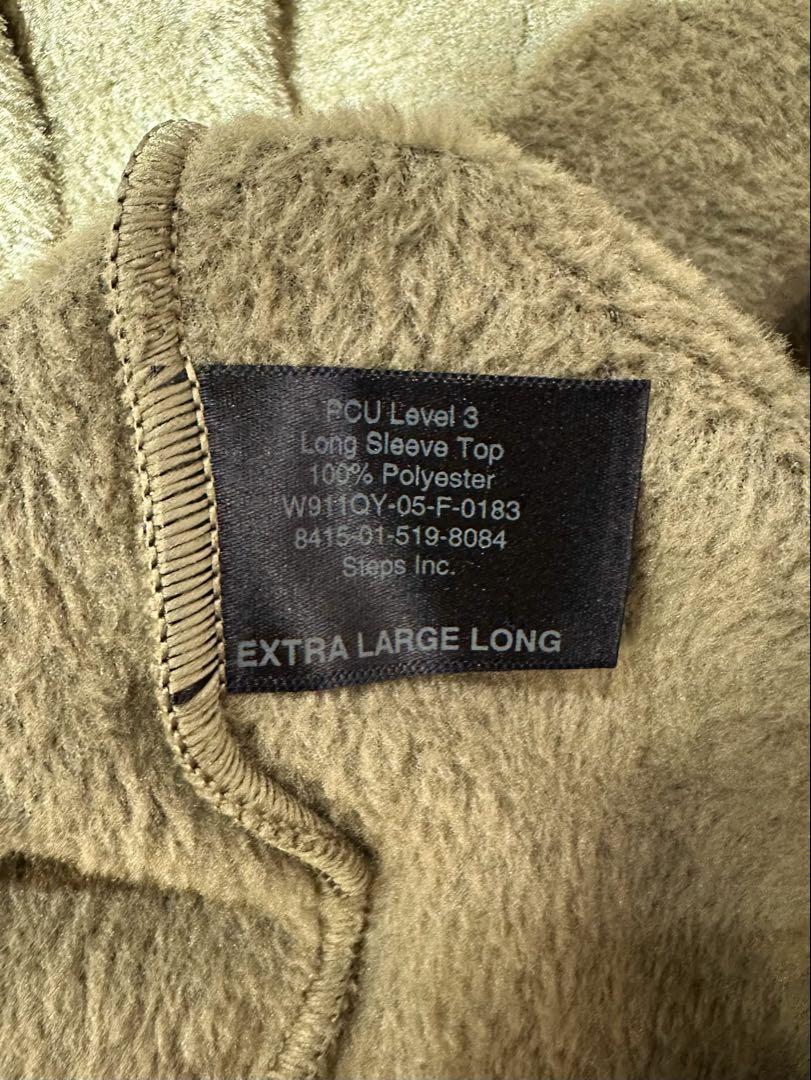 PCU Level 3
Long Sleeve Top
100% Polyester
W911QY-05-F-0183
8415-01-519-8084
Sieps Inc.
EXTRA LARGE LONG